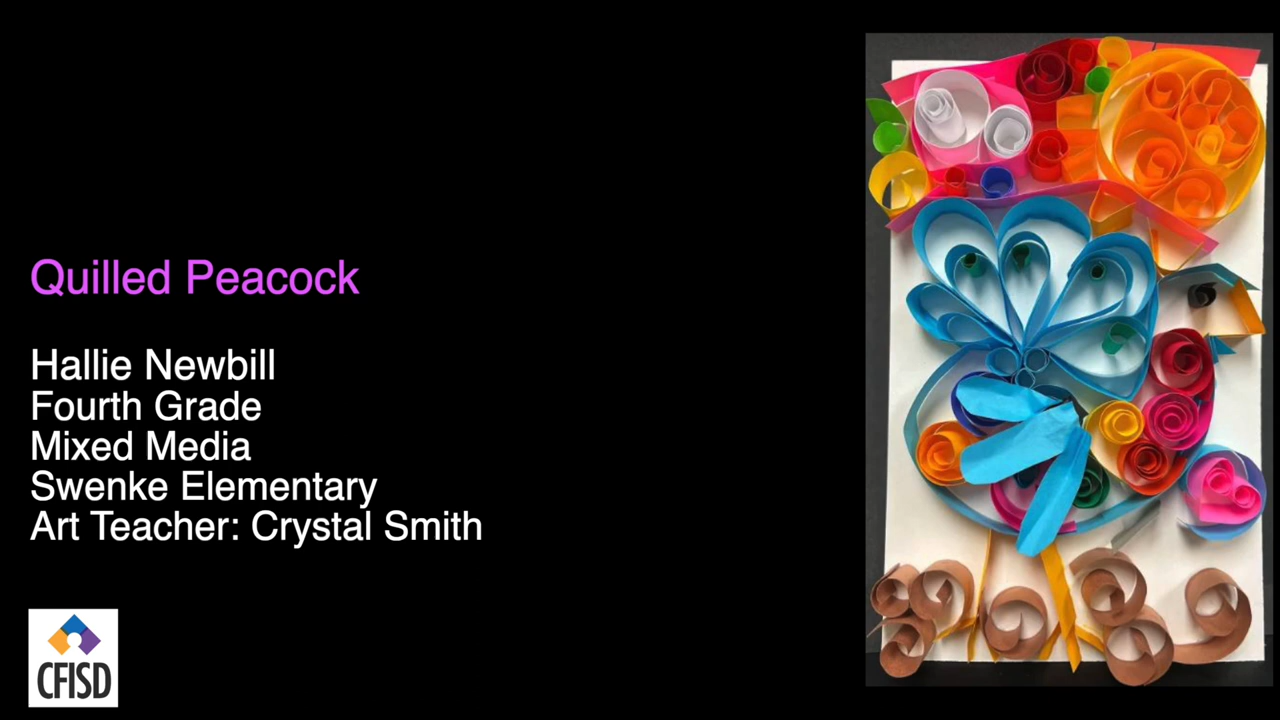 Quilled Peacock
Hallie Newbill
Fourth Grade
Mixed Media
Swenke Elementary
Art Teacher: Crystal Smith
CFISD